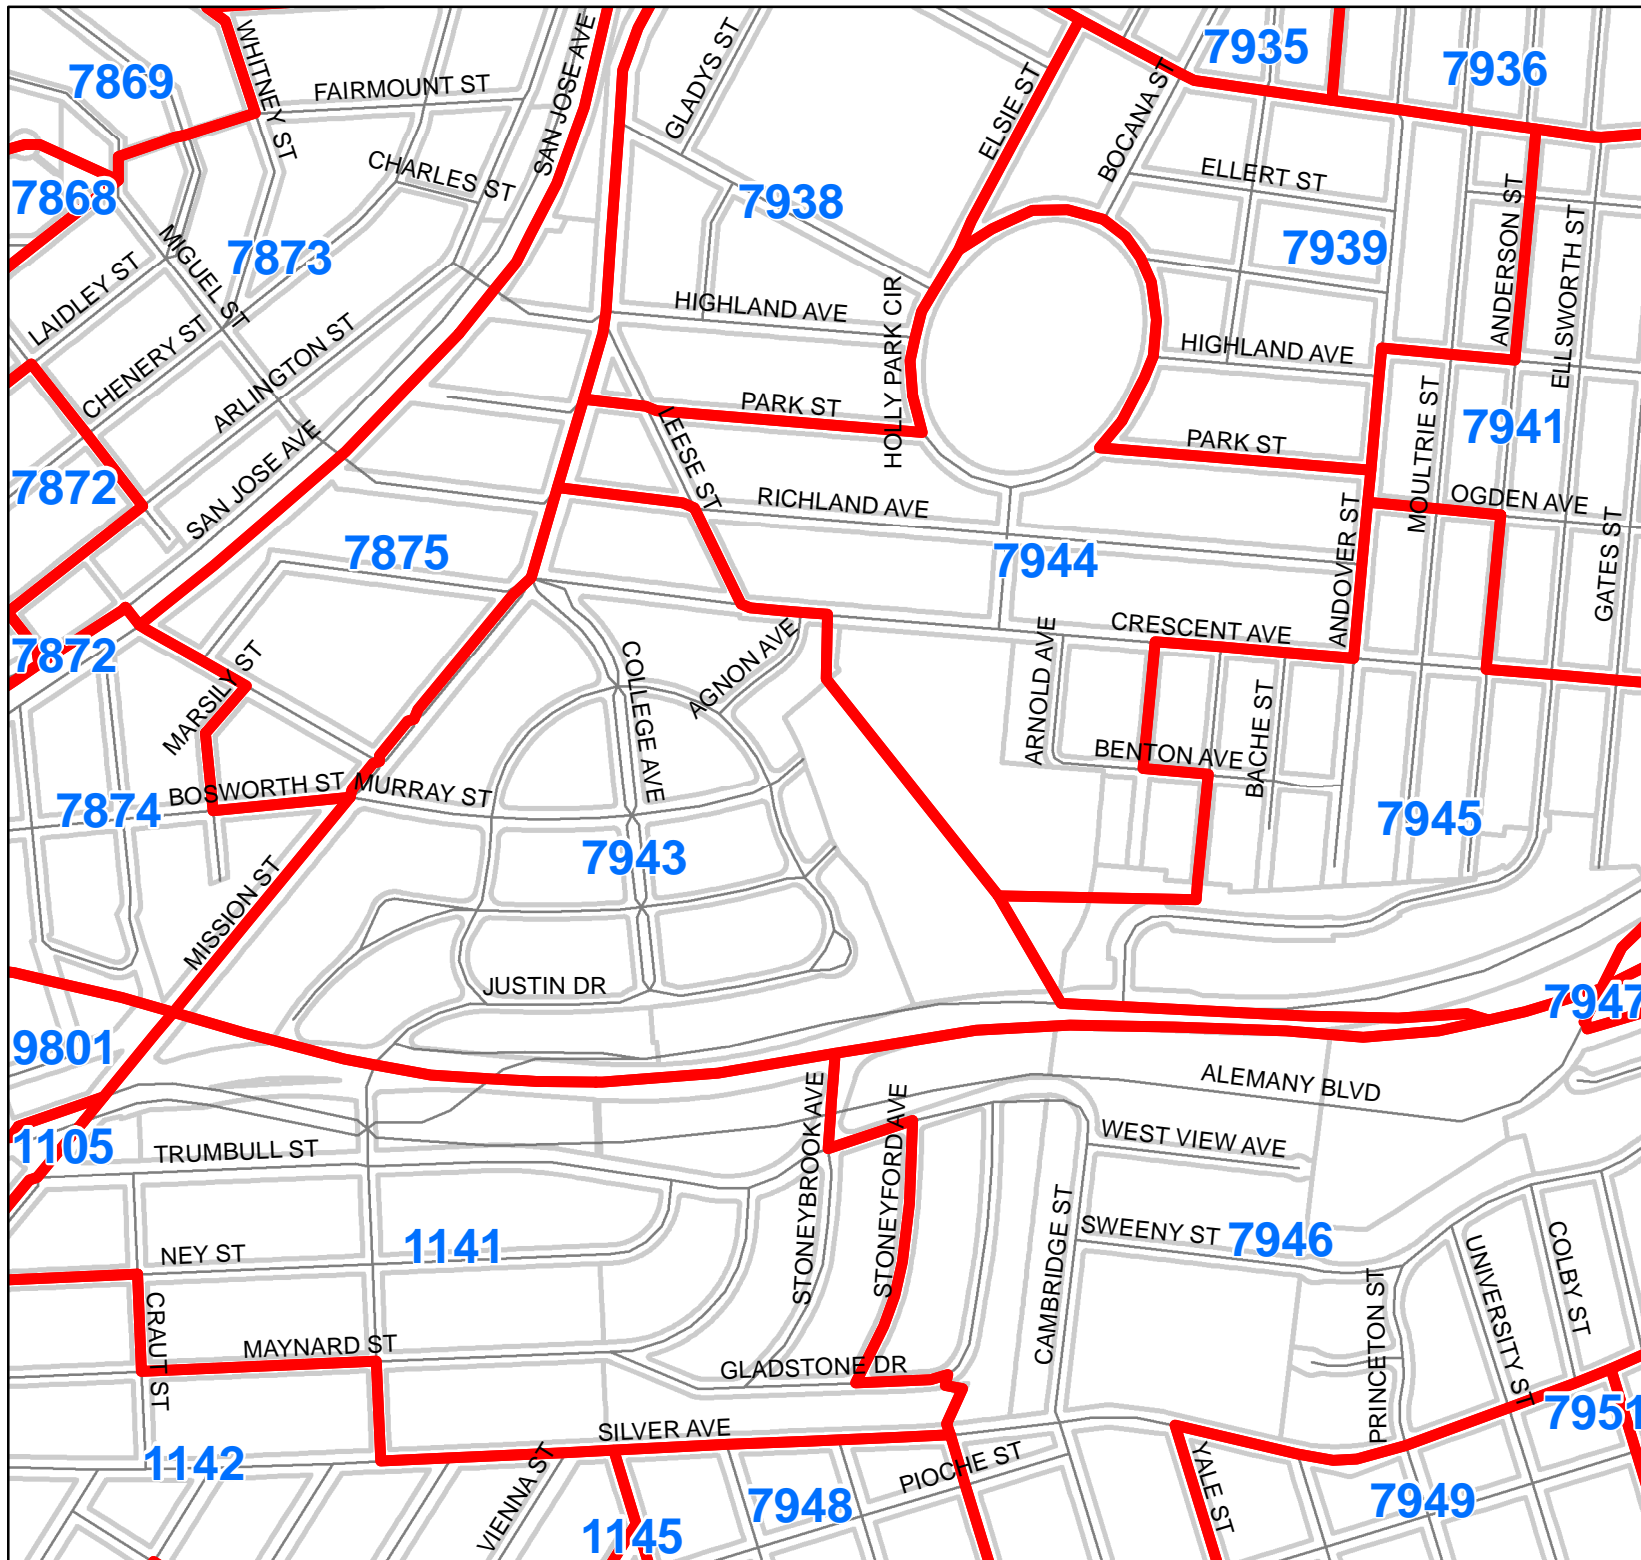 7935
7936
7869
WHITNEY ST
FAIRMOUNT ST
SAN JOSE AVE
GLADYS ST
ELSIE ST
BOCANA ST
CHARLES ST
ELLERT ST
7868
7938
7939
ANDERSON ST
ELLSWORTH ST
MIGUEL ST
7873
LAIDLEY ST
HIGHLAND AVE
HOLLY PARK CIR
HIGHLAND AVE
CHENERY ST
ARLINGTON ST
PARK ST
MOULTRIE ST
7941
LEESE ST
PARK ST
7872
SAN JOSE AVE
RICHLAND AVE
OGDEN AVE
7875
7944
ANDOVER ST
GATES ST
CRESCENT AVE
7872
MARSILY ST
COLLEGE AVE
AGNON AVE
ARNOLD AVE
BACHE ST
BENTON AVE
BOSWORTH ST
MURRAY ST
7874
7945
7943
MISSION ST
JUSTIN DR
7947
9801
ALEMANY BLVD
STONEYBROOK AVE
STONEYFORD AVE
1105
TRUMBULL ST
WEST VIEW AVE
CAMBRIDGE ST
NEY ST
1141
SWEENY ST
7946
COLBY ST
UNIVERSITY ST
PRINCETON ST
CRAUT ST
MAYNARD ST
GLADSTONE DR
7951
SILVER AVE
1142
VIENNA ST
PIOCHE ST
YALE ST
7948
7949
1145